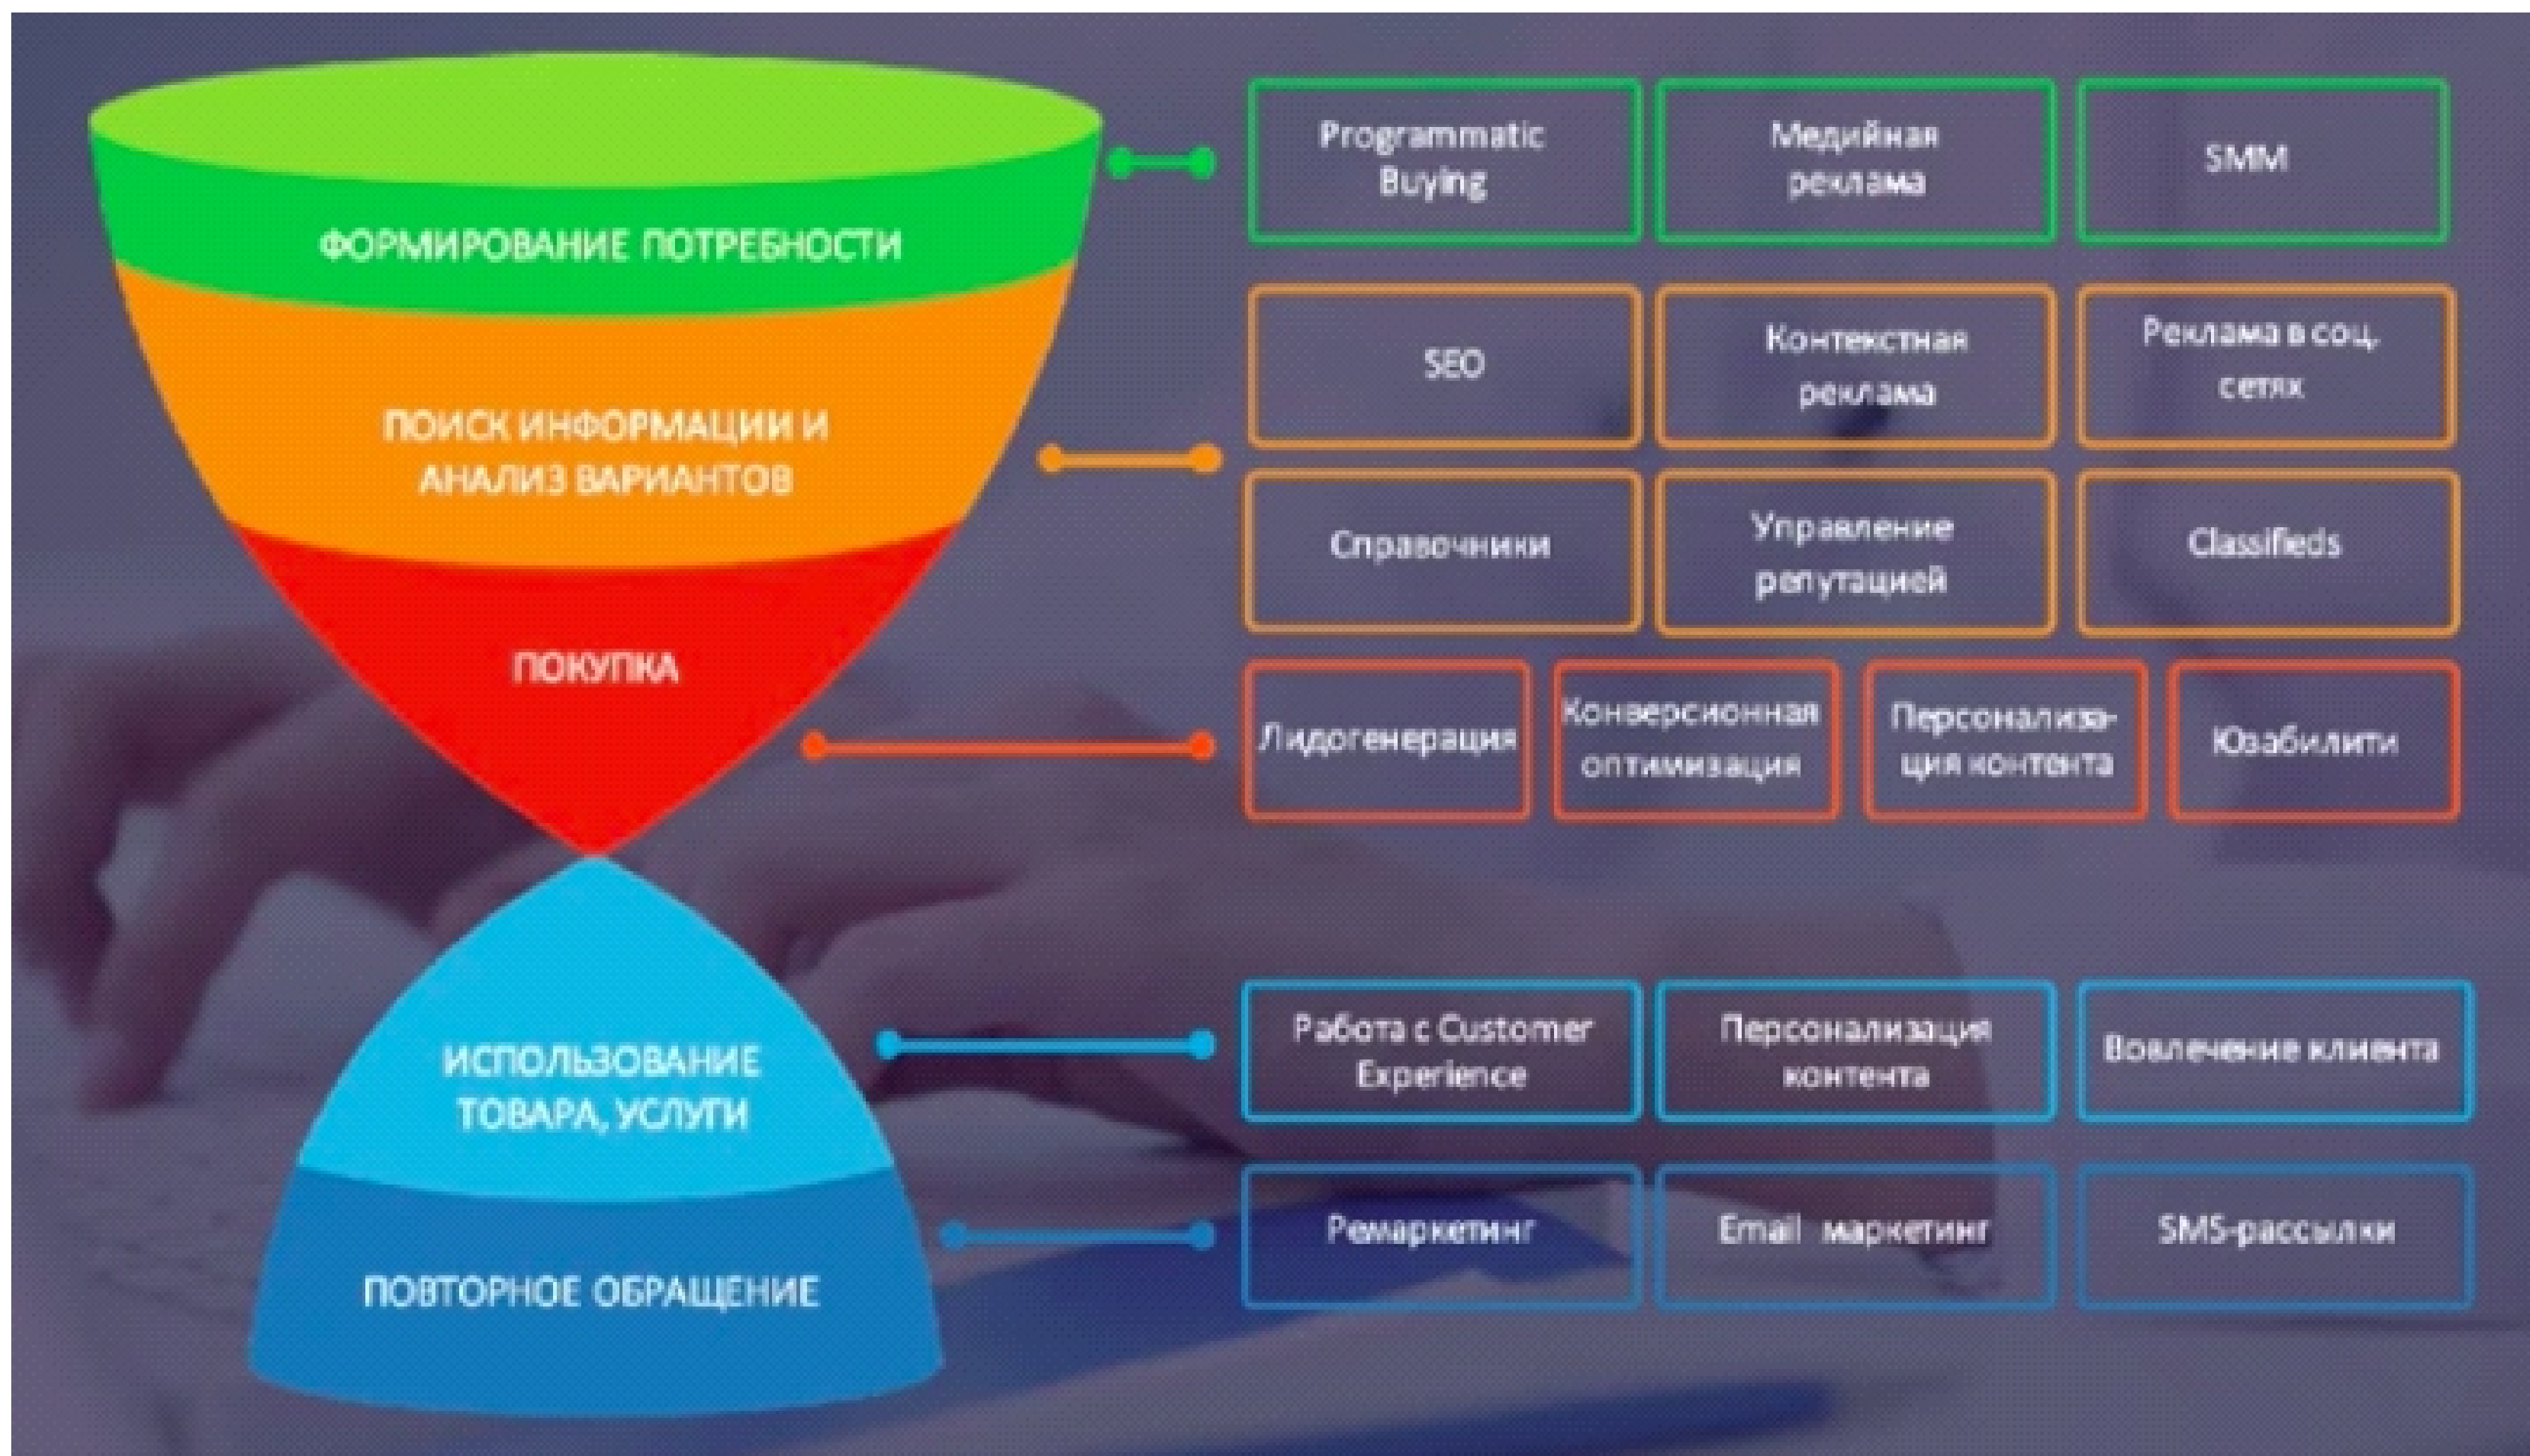 ФОРМИРОВАНИЕ ПОТРЕБНОСТИ
Programmatic
Buying
Медийная
реклама
SMM
ПОИСК ИНФОРМАЦИИ И
АНАЛИЗ ВАРИАНТОВ
SEO
Контекстная
реклама
Реклама в соц.
сетях
Справочники
Управление
репутацией
Classifieds
ПОКУПКА
Лидогенерация
Конверсионная
оптимизация
Персонализа-
ция контента
Юзабилити
ИСПОЛЬЗОВАНИЕ
ТОВАРА, УСЛУГИ
Работа с Customer
Experience
Персонализация
контента
Вовлечение клиента
ПОВТОРНОЕ ОБРАЩЕНИЕ
Ремаркетинг
Email маркетинг
SMS-рассылки